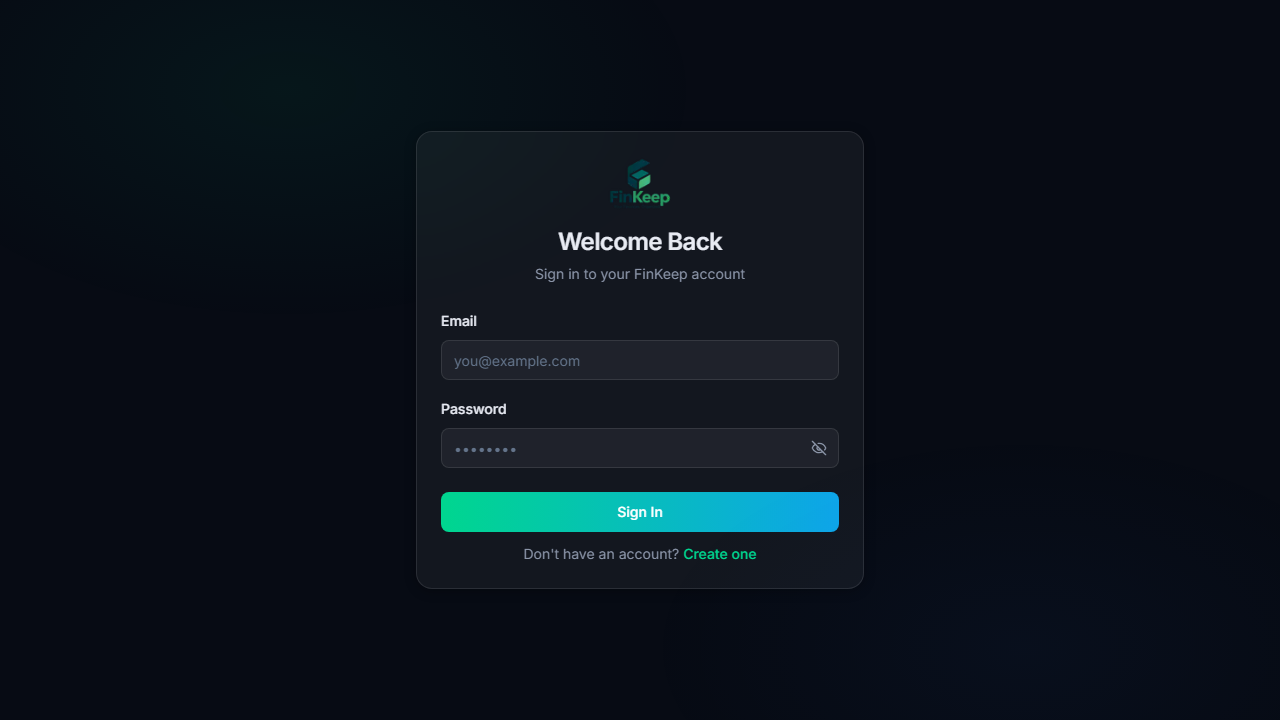 FinKeep
Welcome Back
Sign in to your FinKeep account
Email
you@example.com
Password
••••••••
Sign In
Don't have an account? Create one